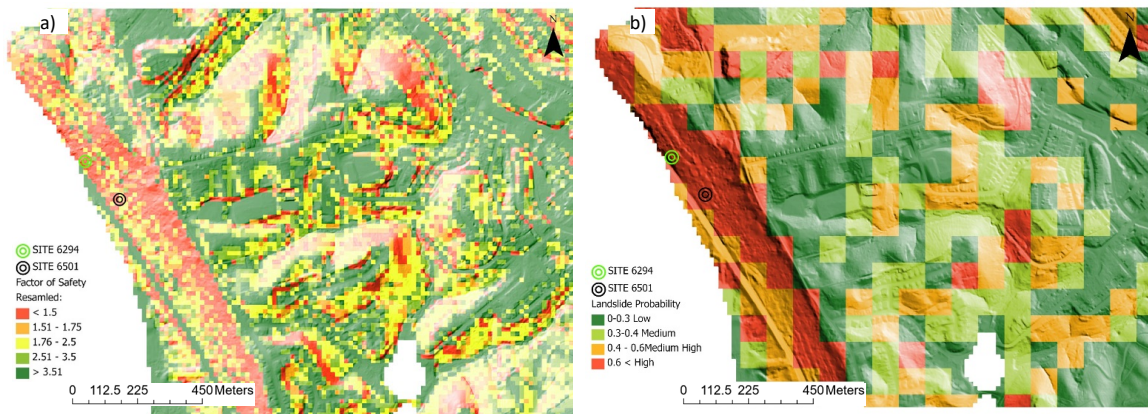 a)
N
SITE 6294
SITE 6501
Factor of Safety
Resamled:
< 1.5
1.51 - 1.75
1.76 - 2.5
2.51 - 3.5
> 3.51
0 112.5 225 450 Meters
b)
N
SITE 6294
SITE 6501
Landslide Probability
0-0.3 Low
0.3-0.4 Medium
0.4 - 0.6Medium High
0.6 < High
0 112.5 225 450 Meters